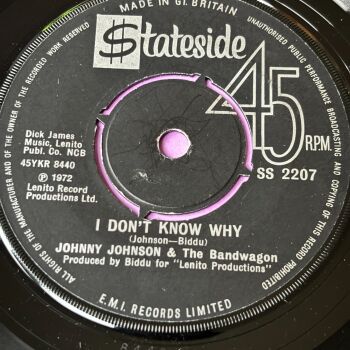 MADE IN GT. BRITAIN
ALL RIGHTS OF THE MANUFACTURER AND OF THE OWNER OF THE RECORDED WORK RESERVED
UNAUTHORISED PUBLIC PERFORMANCE BROADCASTING AND COPYING OF THIS RECORD PROHIBITED
$tateside
45 RPM.
Dick James
Music, Lenito
Publ. Co. NCB
45YKR 8440
℗ 1972
Lenito Record
Productions Ltd.
SS 2207
I DON'T KNOW WHY
(Johnson—Biddu)
JOHNNY JOHNSON & The Bandwagon
Produced by Biddu for "Lenito Productions"
E.M.I. RECORDS LIMITED